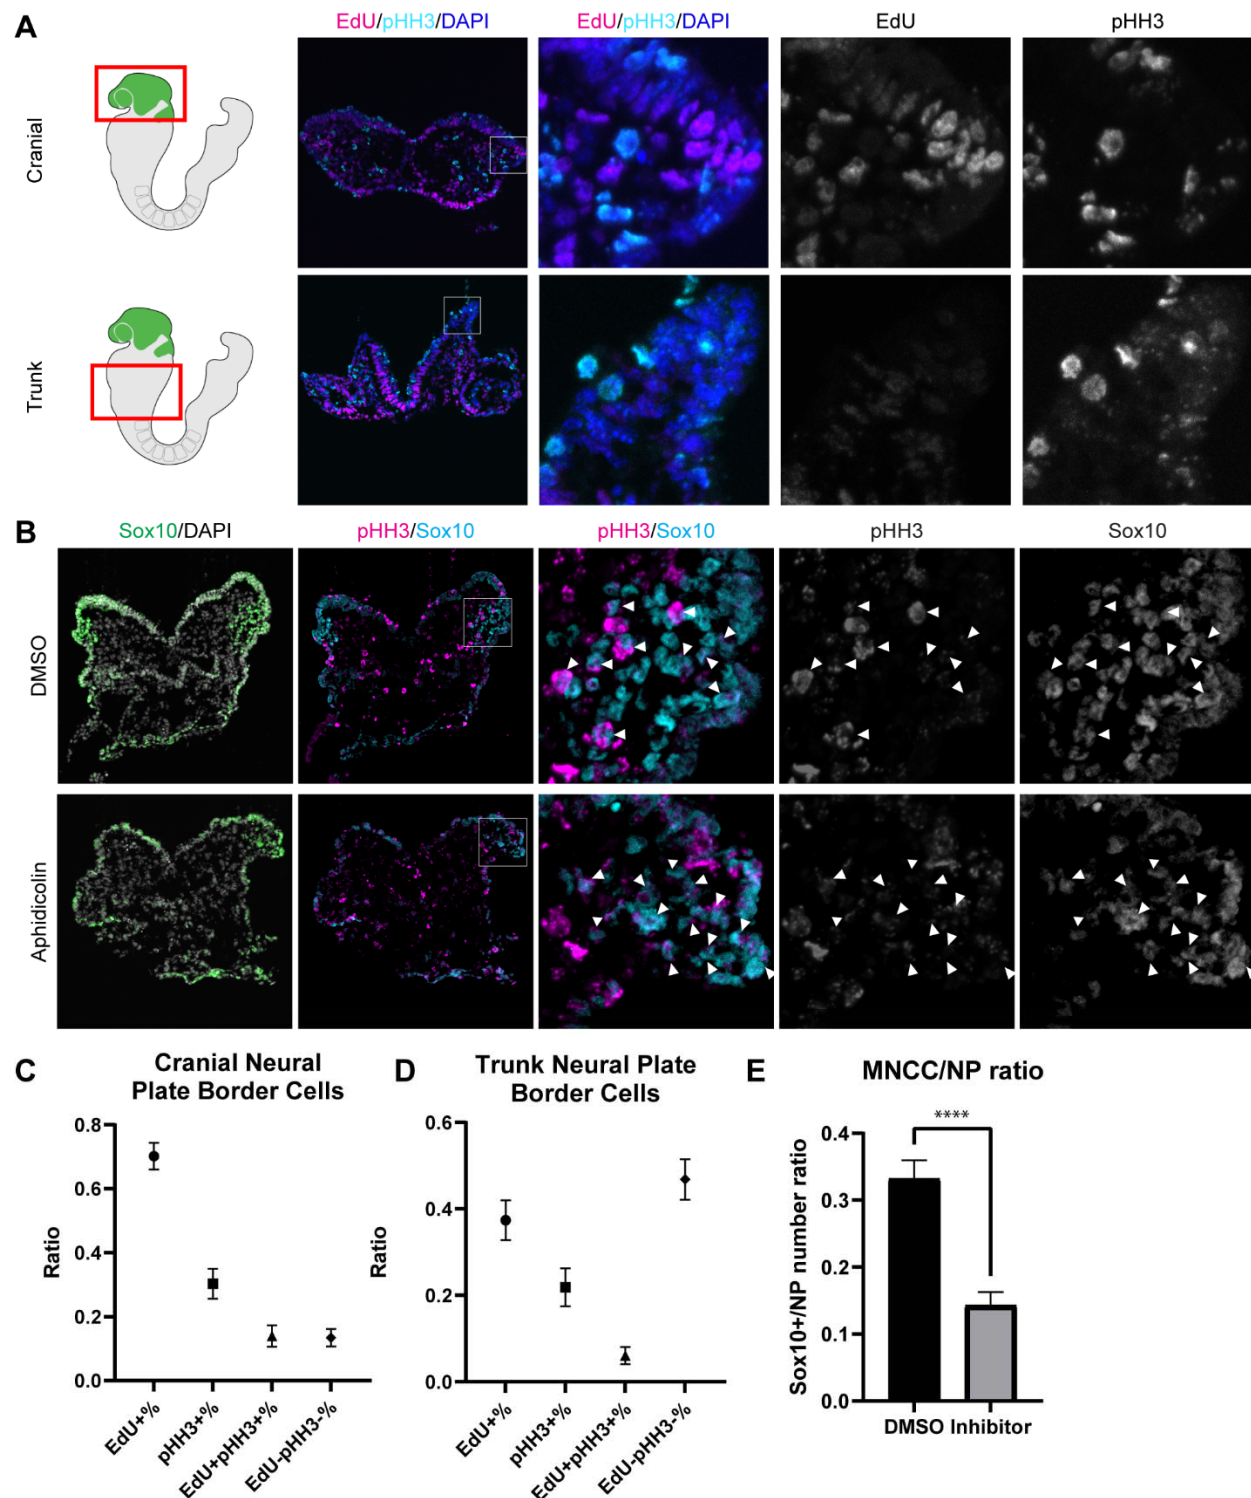 A
EdU/pHH3/DAPI
EdU/pHH3/DAPI
EdU
pHH3
Cranial
Trunk
B
Sox10/DAPI
pHH3/Sox10
pHH3/Sox10
pHH3
Sox10
DMSO
Aphidicolin
C
Cranial Neural
Plate Border Cells
Ratio
0.8
0.6
0.4
0.2
0.0
EdU+%
pHH3+%
EdU+pHH3+%
EdU-pHH3-%
D
Trunk Neural Plate
Border Cells
Ratio
0.6
0.4
0.2
0.0
EdU+%
pHH3+%
EdU+pHH3+%
EdU-pHH3-%
E
MNCC/NP ratio
****
Sox10+/NP number ratio
0.4
0.3
0.2
0.1
0.0
DMSO Inhibitor